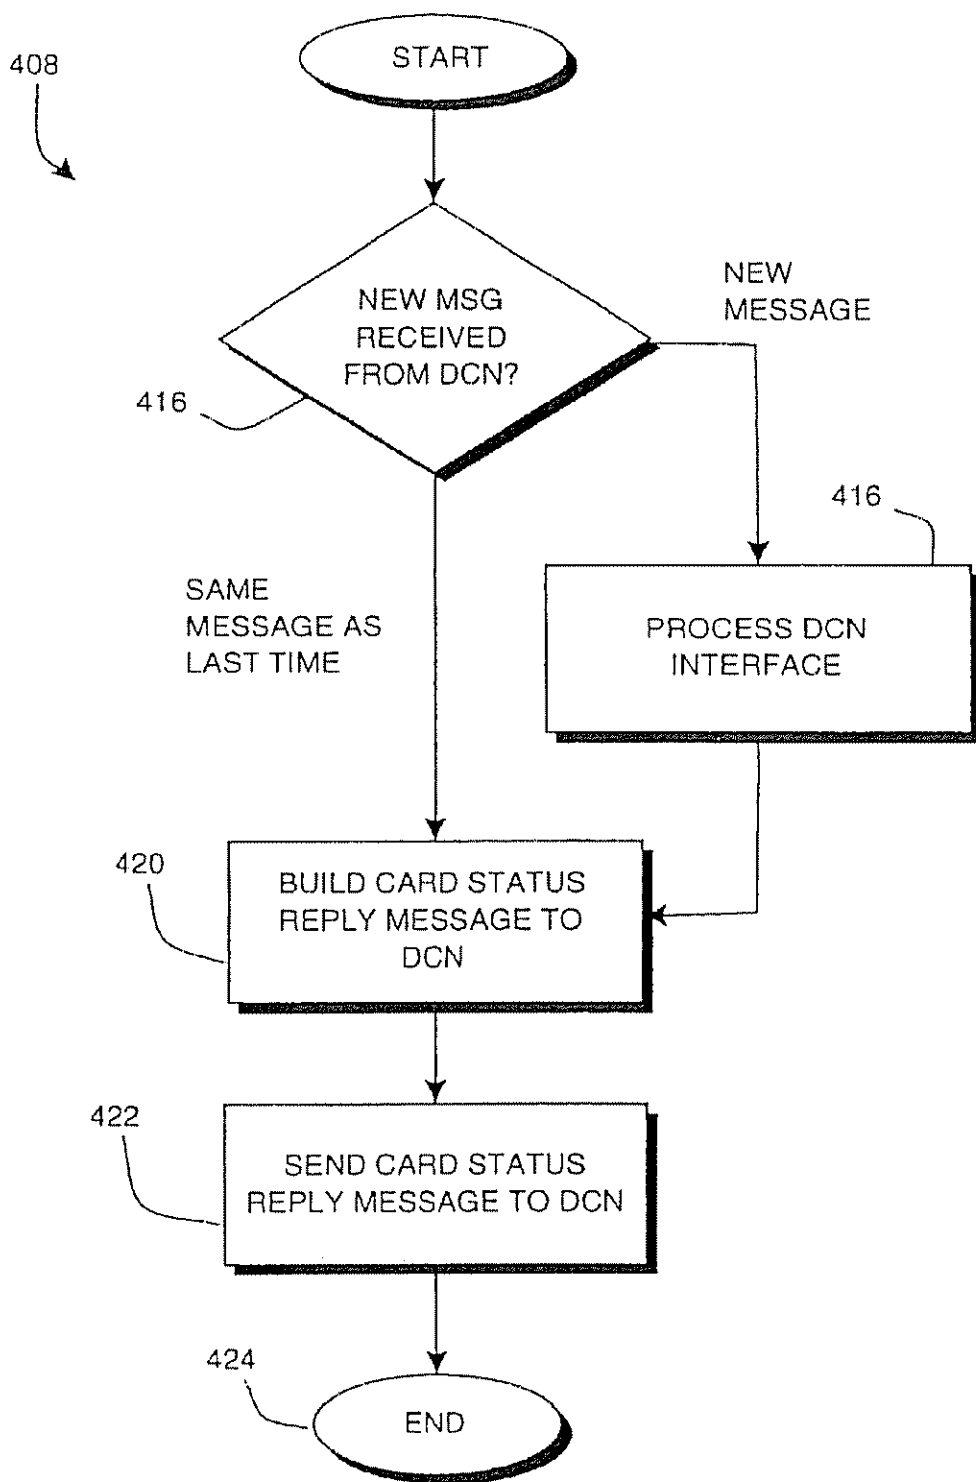 START
408
NEW MSG
RECEIVED
FROM DCN?
NEW
MESSAGE
416
416
PROCESS DCN
INTERFACE
SAME
MESSAGE AS
LAST TIME
420
BUILD CARD STATUS
REPLY MESSAGE TO
DCN
422
SEND CARD STATUS
REPLY MESSAGE TO DCN
424
END